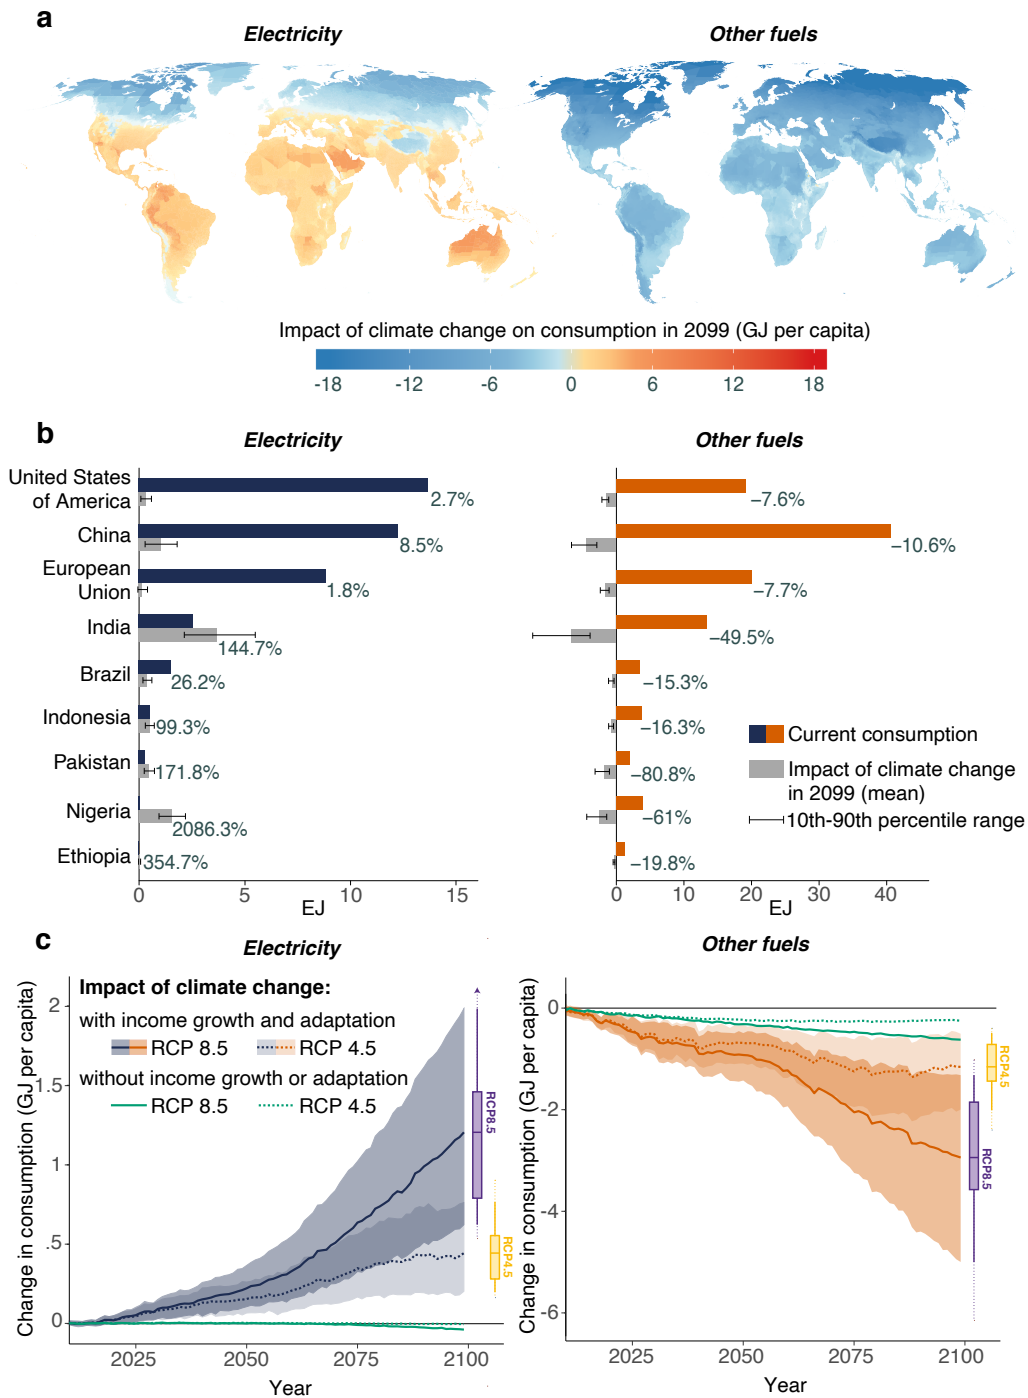 a
Electricity
Other fuels
Impact of climate change on consumption in 2099 (GJ per capita)
-18 -12 -6 0 6 12 18
b
Electricity
Other fuels
United States
of America
2.7%
−7.6%
China
8.5%
−10.6%
European
Union
1.8%
−7.7%
India
144.7%
−49.5%
Brazil
26.2%
−15.3%
Indonesia
99.3%
−16.3%
Pakistan
171.8%
−80.8%
Nigeria
2086.3%
−61%
Ethiopia
354.7%
−19.8%
Current consumption
Impact of climate change
in 2099 (mean)
10th-90th percentile range
0 5 10 15
EJ
0 10 20 30 40
EJ
c
Electricity
Other fuels
Change in consumption (GJ per capita)
2
1.5
1
.5
0
Impact of climate change:
with income growth and adaptation
RCP 8.5 RCP 4.5
without income growth or adaptation
RCP 8.5 RCP 4.5
RCP8.5
RCP4.5
2025 2050 2075 2100
Year
Change in consumption (GJ per capita)
0
-2
-4
-6
RCP4.5
RCP8.5
2025 2050 2075 2100
Year